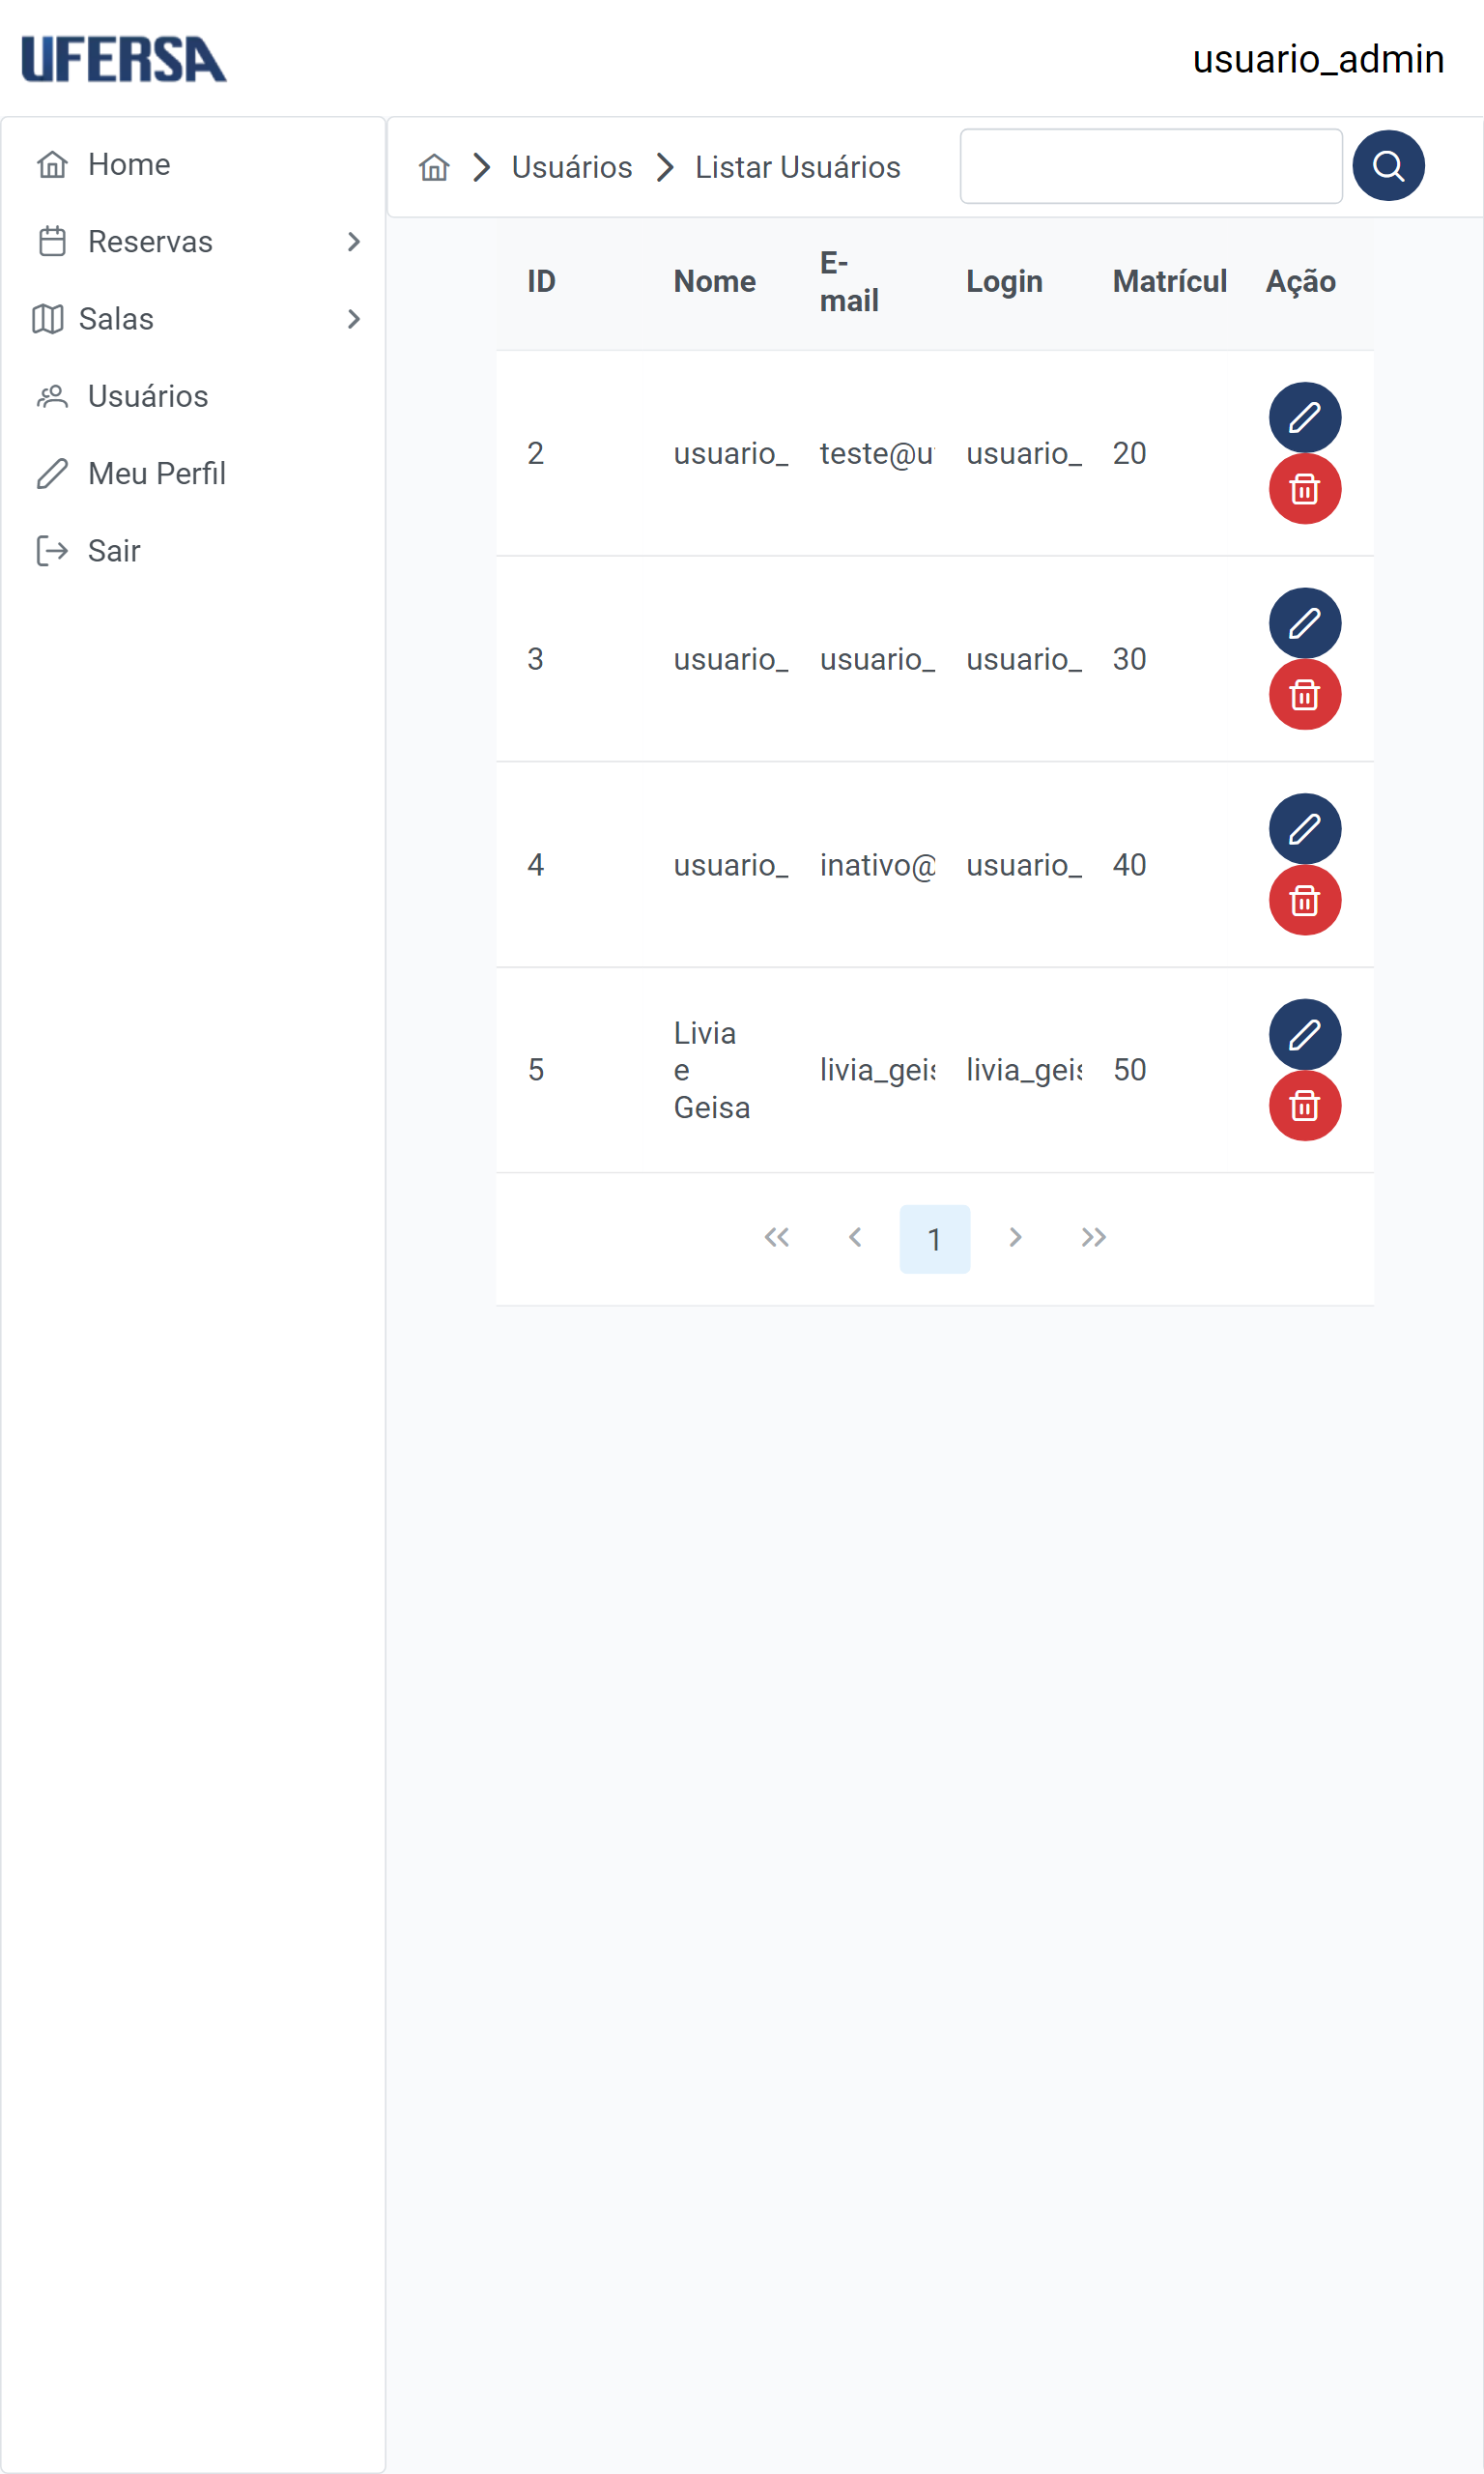 UFERSA
usuario_admin
Home
Reservas
Salas
Usuários
Meu Perfil
Sair
Usuários
Listar Usuários
ID Nome E-mail Login Matrícul Ação
2 usuario_ teste@u usuario_ 20
3 usuario_ usuario_ usuario_ 30
4 usuario_ inativo@ usuario_ 40
5 Livia e Geisa livia_geis livia_geis 50
1